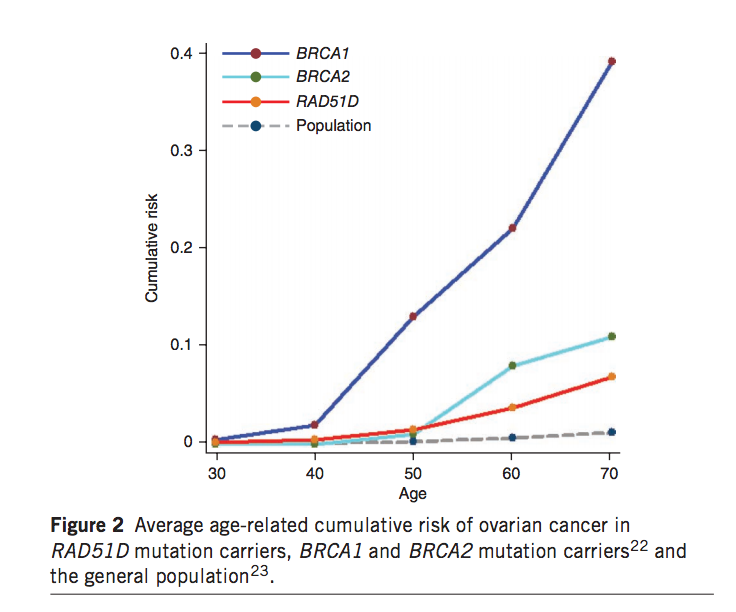 0.4
BRCA1
BRCA2
RAD51D
Population
0.3
0.2
0.1
0
Cumulative risk
30 40 50 60 70
Age
Figure 2 Average age-related cumulative risk of ovarian cancer in
RAD51D mutation carriers, BRCA1 and BRCA2 mutation carriers22 and
the general population23.